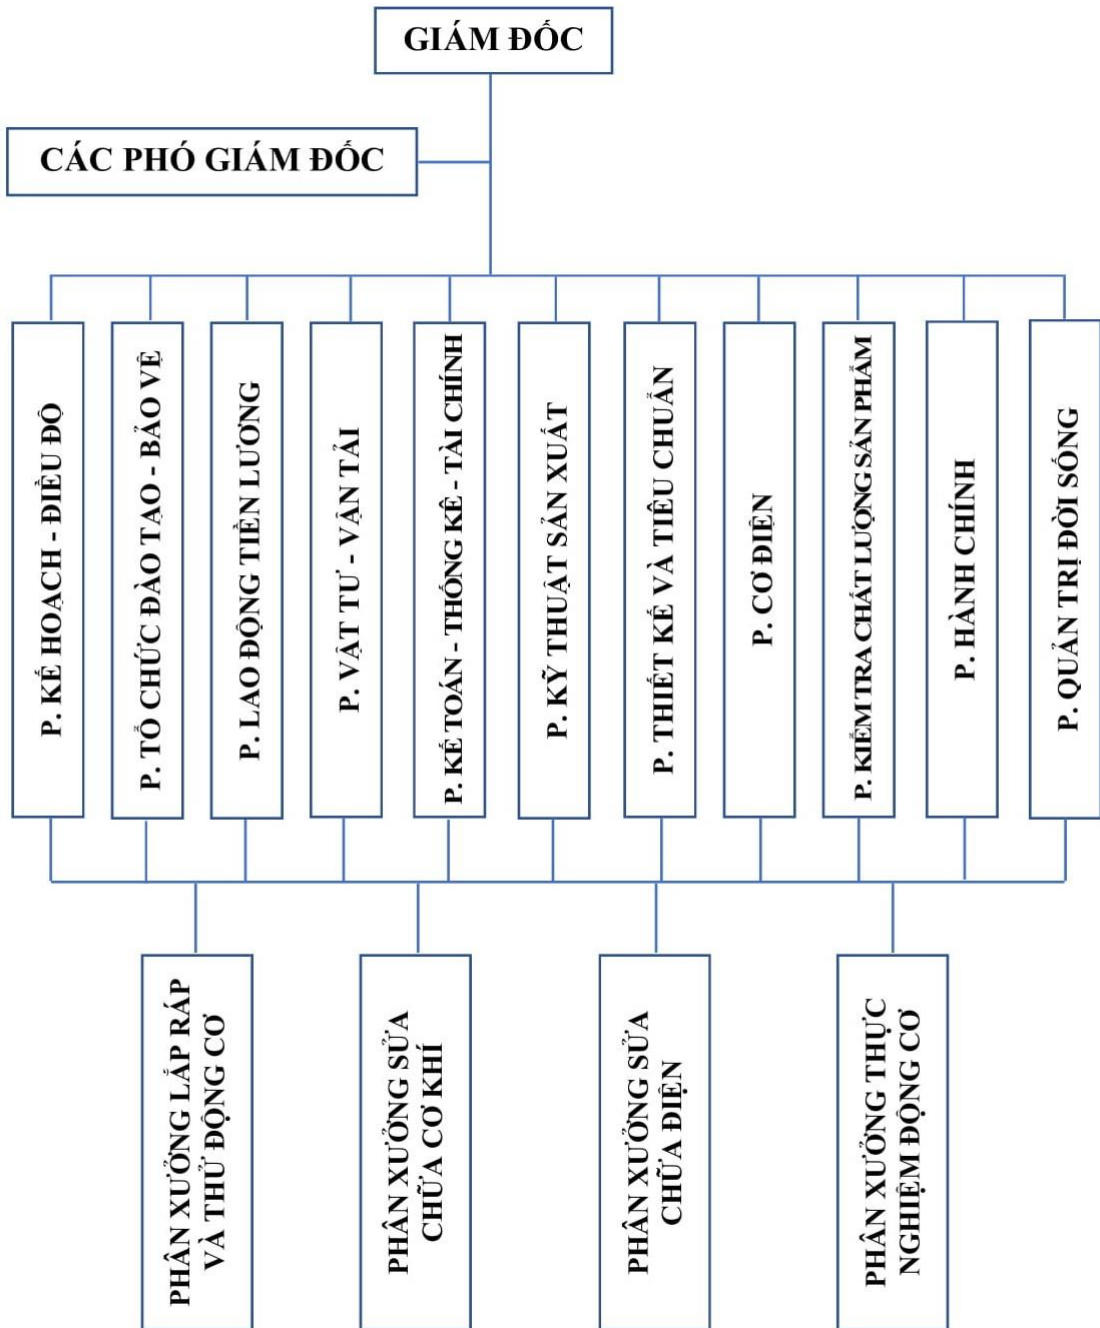 GIÁM ĐỐC
CÁC PHÓ GIÁM ĐỐC
P. KẾ HOẠCH - ĐIỀU ĐỘ
P. TỔ CHỨC ĐÀO TẠO - BẢO VỆ
P. LAO ĐỘNG TIỀN LƯƠNG
P. VẬT TƯ - VẬN TẢI
P. KẾ TOÁN - THỐNG KÊ - TÀI CHÍNH
P. KỸ THUẬT SẢN XUẤT
P. THIẾT KẾ VÀ TIÊU CHUẨN
P. CƠ ĐIỆN
P. KIỂM TRA CHẤT LƯỢNG SẢN PHẨM
P. HÀNH CHÍNH
P. QUẢN TRỊ ĐỜI SỐNG
PHÂN XƯỞNG LẮP RÁP
VÀ THỬ ĐỘNG CƠ
PHÂN XƯỞNG SỬA
CHỮA CƠ KHÍ
PHÂN XƯỞNG SỬA
CHỮA ĐIỆN
PHÂN XƯỞNG THỰC
NGHIỆM ĐỘNG CƠ